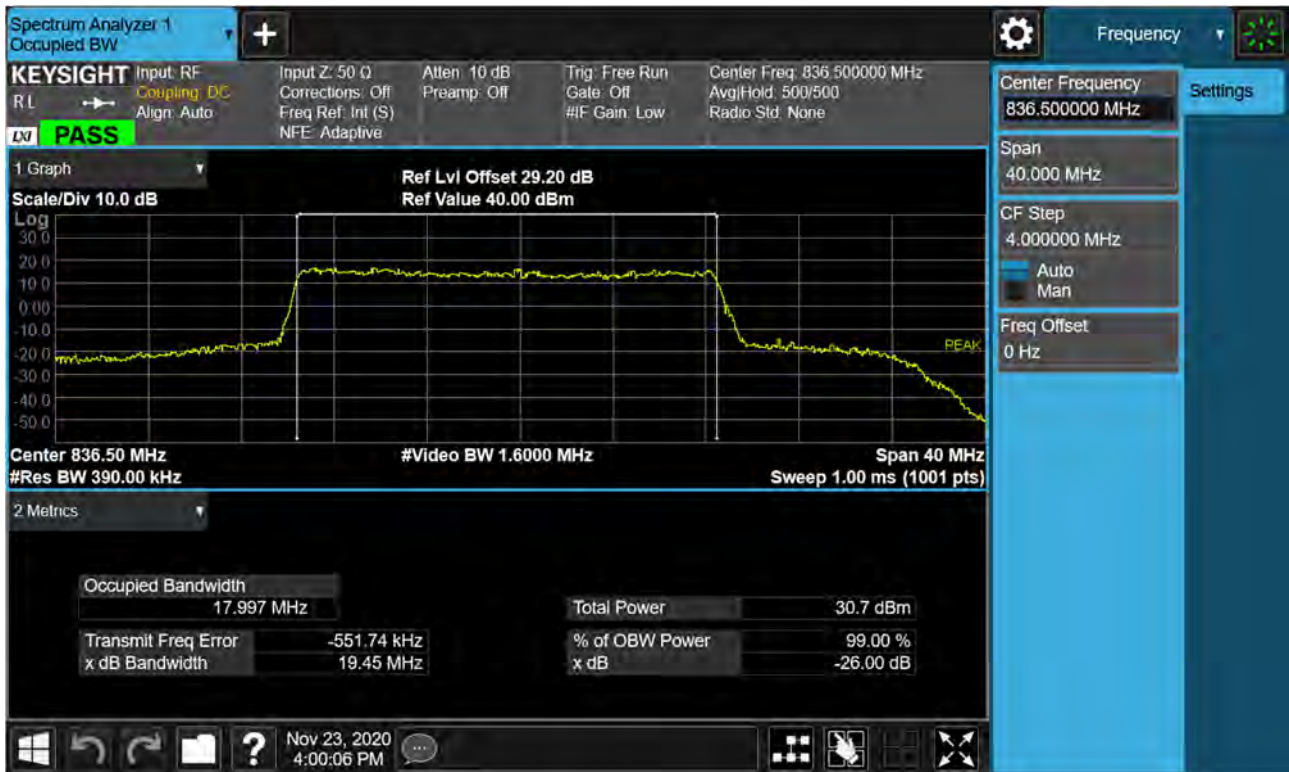 Spectrum Analyzer 1
Occupied BW
+
Frequency
KEYSIGHT
RL
LXI
PASS
Input: RF
Coupling: DC
Align: Auto
Input Z: 50 Ω
Corrections: Off
Freq Ref: Int (S)
NFE: Adaptive
Atten: 10 dB
Preamp: Off
Trig: Free Run
Gate: Off
#IF Gain: Low
Center Freq: 836.500000 MHz
Avg|Hold: 500/500
Radio Std: None
Center Frequency
836.500000 MHz
Settings
Span
40.000 MHz
CF Step
4.000000 MHz
Auto
Man
Freq Offset
0 Hz
1 Graph
Scale/Div 10.0 dB
Ref Lvl Offset 29.20 dB
Ref Value 40.00 dBm
Log
30.0
20.0
10.0
0.00
-10.0
-20.0
-30.0
-40.0
-50.0
PEAK
Center 836.50 MHz
#Video BW 1.6000 MHz
Span 40 MHz
#Res BW 390.00 kHz
Sweep 1.00 ms (1001 pts)
2 Metrics
Occupied Bandwidth
17.997 MHz
Total Power 30.7 dBm
Transmit Freq Error -551.74 kHz
% of OBW Power 99.00 %
x dB Bandwidth 19.45 MHz
x dB -26.00 dB
?
Nov 23, 2020
4:00:06 PM